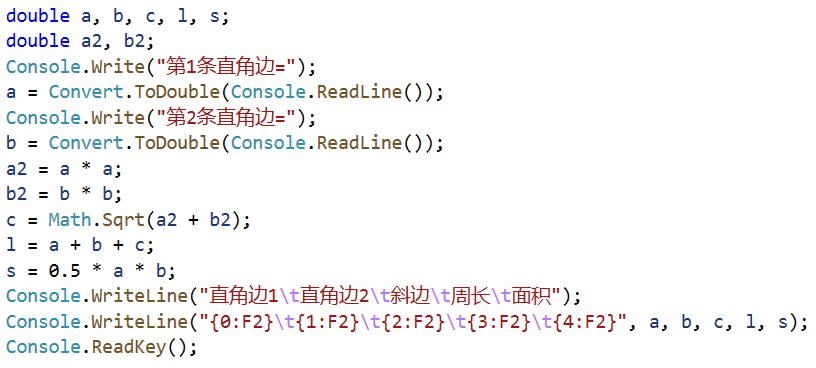 double a, b, c, l, s;
double a2, b2;
Console.Write("第1条直角边=");
a = Convert.ToDouble(Console.ReadLine());
Console.Write("第2条直角边=");
b = Convert.ToDouble(Console.ReadLine());
a2 = a * a;
b2 = b * b;
c = Math.Sqrt(a2 + b2);
l = a + b + c;
s = 0.5 * a * b;
Console.WriteLine("直角边1\t直角边2\t斜边\t周长\t面积");
Console.WriteLine("{0:F2}\t{1:F2}\t{2:F2}\t{3:F2}\t{4:F2}", a, b, c, l, s);
Console.ReadKey();